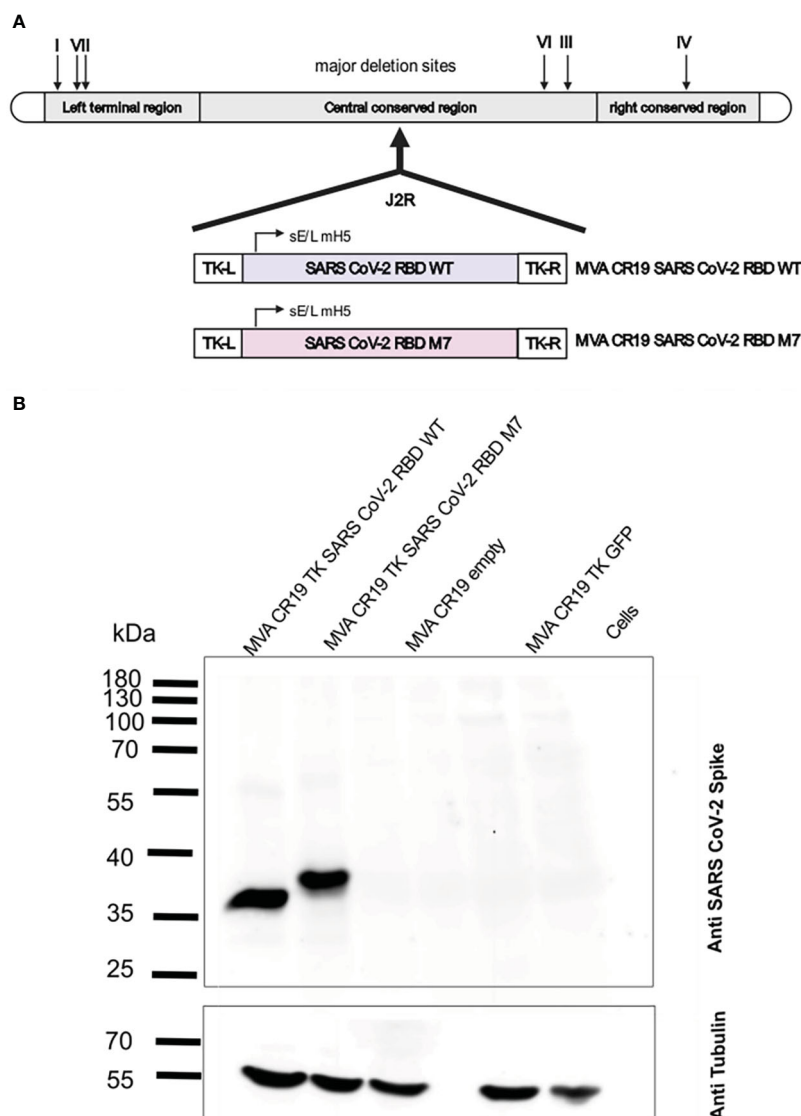 A
I VII VI III IV
major deletion sites
Left terminal region Central conserved region right conserved region
J2R
sE/L mH5
TK-L SARS CoV-2 RBD WT TK-R MVA CR19 SARS CoV-2 RBD WT
sE/L mH5
TK-L SARS CoV-2 RBD M7 TK-R MVA CR19 SARS CoV-2 RBD M7
B
MVA CR19 TK SARS CoV-2 RBD WT
MVA CR19 TK SARS CoV-2 RBD M7
MVA CR19 empty
MVA CR19 TK GFP
Cells
kDa
180
130
100
70
55
40
35
25
Anti SARS CoV-2 Spike
70
55
Anti Tubulin